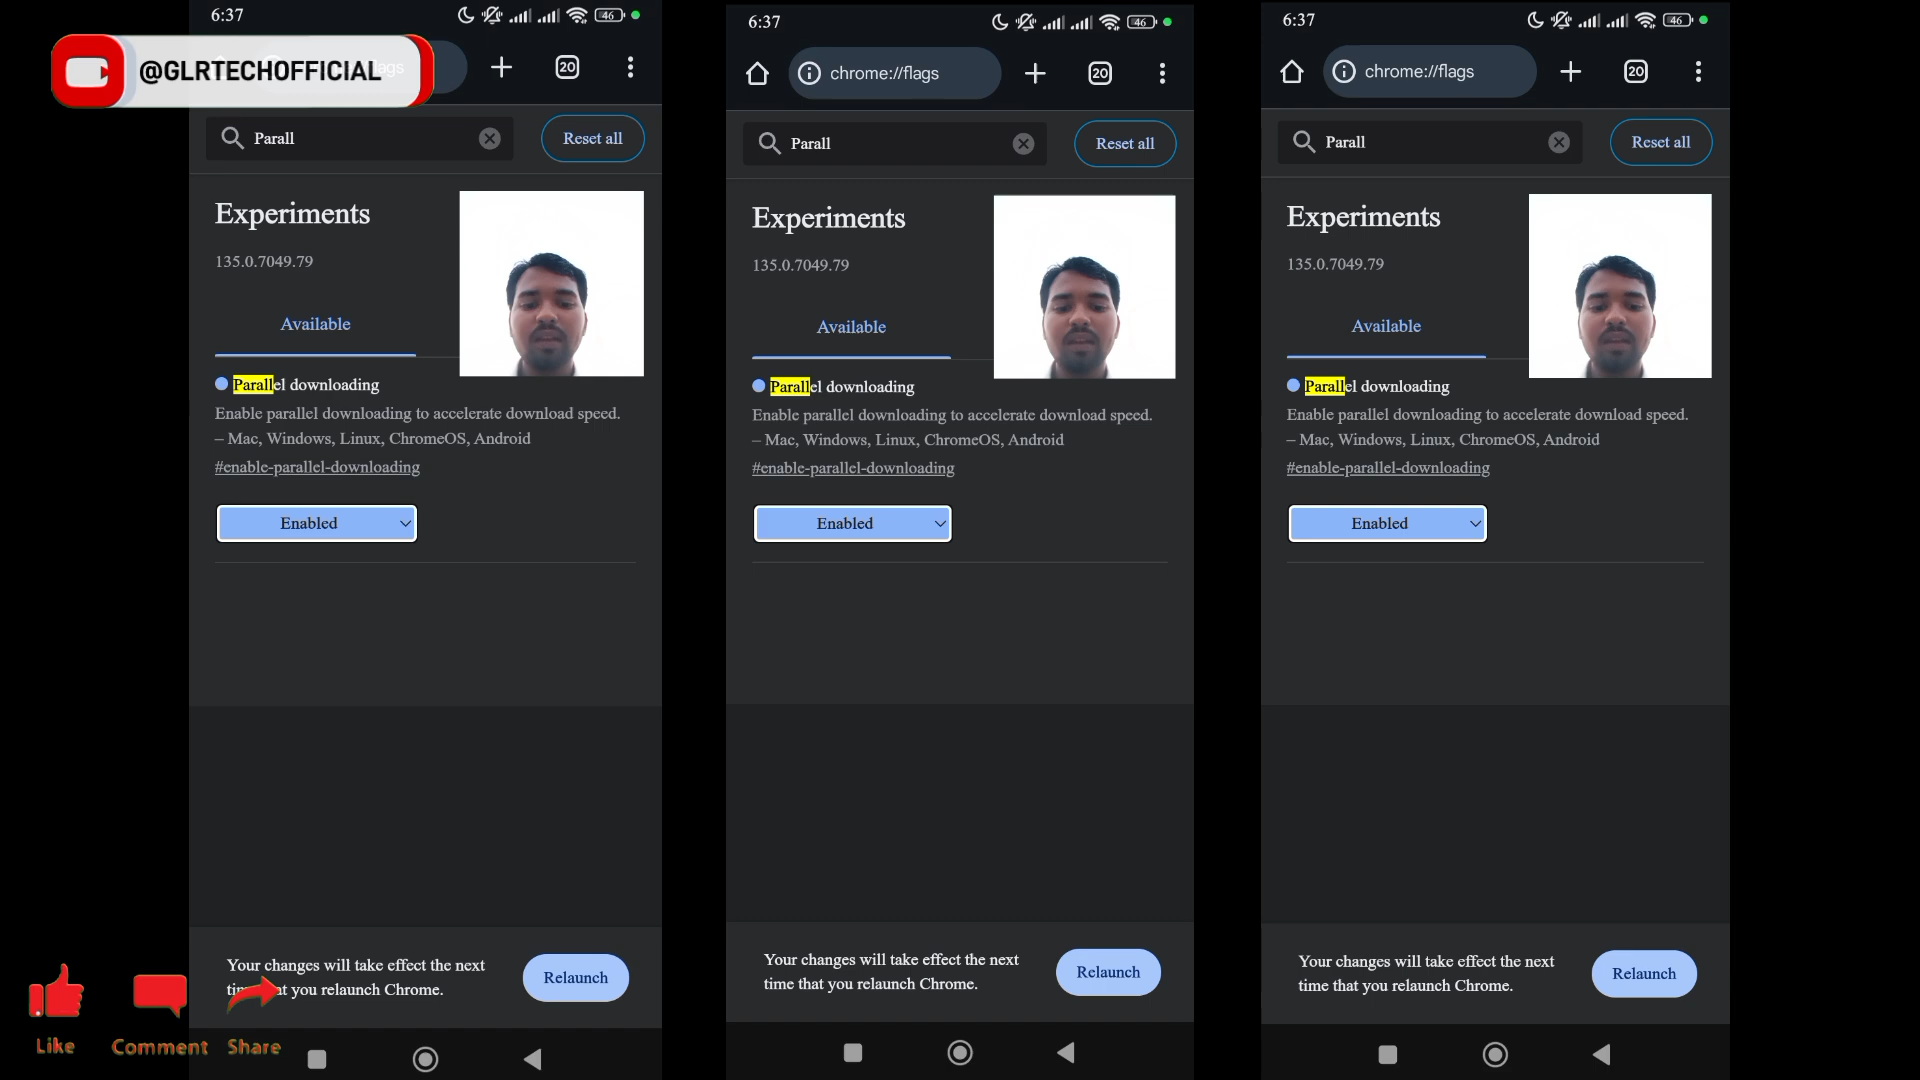 6:37
46
@GLRTECHOFFICIAL
20
Parall
Reset all
Experiments
135.0.7049.79
Available
Parallel downloading
Enable parallel downloading to accelerate download speed.
– Mac, Windows, Linux, ChromeOS, Android
#enable-parallel-downloading
Enabled
Your changes will take effect the next
that you relaunch Chrome.
Relaunch
Like
Comment
Share
6:37
46
chrome://flags
20
Parall
Reset all
Experiments
135.0.7049.79
Available
Parallel downloading
Enable parallel downloading to accelerate download speed.
– Mac, Windows, Linux, ChromeOS, Android
#enable-parallel-downloading
Enabled
Your changes will take effect the next
time that you relaunch Chrome.
Relaunch
6:37
46
chrome://flags
20
Parall
Reset all
Experiments
135.0.7049.79
Available
Parallel downloading
Enable parallel downloading to accelerate download speed.
– Mac, Windows, Linux, ChromeOS, Android
#enable-parallel-downloading
Enabled
Your changes will take effect the next
time that you relaunch Chrome.
Relaunch